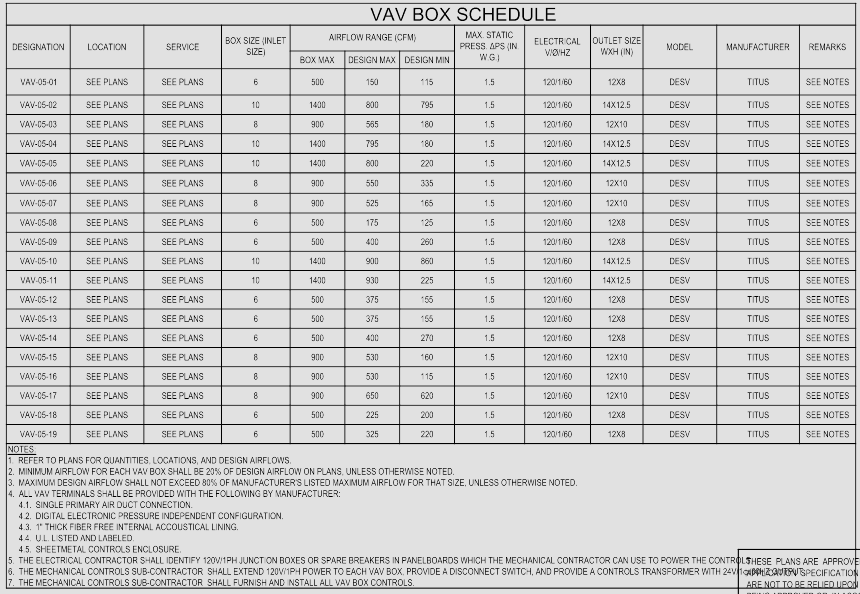 VAV BOX SCHEDULE
DESIGNATION LOCATION SERVICE BOX SIZE (INLET SIZE) AIRFLOW RANGE (CFM) MAX. STATIC PRESS. ΔPS (IN W.G.) ELECTRICAL V/Ø/HZ OUTLET SIZE WXH (IN) MODEL MANUFACTURER REMARKS
BOX MAX DESIGN MAX DESIGN MIN
VAV-05-01 SEE PLANS SEE PLANS 6 500 150 115 1.5 120/1/60 12X8 DESV TITUS SEE NOTES
VAV-05-02 SEE PLANS SEE PLANS 10 1400 800 795 1.5 120/1/60 14X12.5 DESV TITUS SEE NOTES
VAV-05-03 SEE PLANS SEE PLANS 8 900 565 180 1.5 120/1/60 12X10 DESV TITUS SEE NOTES
VAV-05-04 SEE PLANS SEE PLANS 10 1400 795 180 1.5 120/1/60 14X12.5 DESV TITUS SEE NOTES
VAV-05-05 SEE PLANS SEE PLANS 10 1400 800 220 1.5 120/1/60 14X12.5 DESV TITUS SEE NOTES
VAV-05-06 SEE PLANS SEE PLANS 8 900 550 335 1.5 120/1/60 12X10 DESV TITUS SEE NOTES
VAV-05-07 SEE PLANS SEE PLANS 8 900 525 165 1.5 120/1/60 12X10 DESV TITUS SEE NOTES
VAV-05-08 SEE PLANS SEE PLANS 6 500 175 125 1.5 120/1/60 12X8 DESV TITUS SEE NOTES
VAV-05-09 SEE PLANS SEE PLANS 6 500 400 260 1.5 120/1/60 12X8 DESV TITUS SEE NOTES
VAV-05-10 SEE PLANS SEE PLANS 10 1400 900 860 1.5 120/1/60 14X12.5 DESV TITUS SEE NOTES
VAV-05-11 SEE PLANS SEE PLANS 10 1400 930 225 1.5 120/1/60 14X12.5 DESV TITUS SEE NOTES
VAV-05-12 SEE PLANS SEE PLANS 6 500 375 155 1.5 120/1/60 12X8 DESV TITUS SEE NOTES
VAV-05-13 SEE PLANS SEE PLANS 6 500 375 155 1.5 120/1/60 12X8 DESV TITUS SEE NOTES
VAV-05-14 SEE PLANS SEE PLANS 6 500 400 270 1.5 120/1/60 12X8 DESV TITUS SEE NOTES
VAV-05-15 SEE PLANS SEE PLANS 8 900 530 160 1.5 120/1/60 12X10 DESV TITUS SEE NOTES
VAV-05-16 SEE PLANS SEE PLANS 8 900 530 115 1.5 120/1/60 12X10 DESV TITUS SEE NOTES
VAV-05-17 SEE PLANS SEE PLANS 8 900 650 620 1.5 120/1/60 12X10 DESV TITUS SEE NOTES
VAV-05-18 SEE PLANS SEE PLANS 6 500 225 200 1.5 120/1/60 12X8 DESV TITUS SEE NOTES
VAV-05-19 SEE PLANS SEE PLANS 6 500 325 220 1.5 120/1/60 12X8 DESV TITUS SEE NOTES
NOTES:
1. REFER TO PLANS FOR QUANTITIES, LOCATIONS, AND DESIGN AIRFLOWS.
2. MINIMUM AIRFLOW FOR EACH VAV BOX SHALL BE 20% OF DESIGN AIRFLOW ON PLANS, UNLESS OTHERWISE NOTED.
3. MAXIMUM DESIGN AIRFLOW SHALL NOT EXCEED 80% OF MANUFACTURER'S LISTED MAXIMUM AIRFLOW FOR THAT SIZE, UNLESS OTHERWISE NOTED.
4. ALL VAV TERMINALS SHALL BE PROVIDED WITH THE FOLLOWING BY MANUFACTURER:
4.1. SINGLE PRIMARY AIR DUCT CONNECTION.
4.2. DIGITAL ELECTRONIC PRESSURE INDEPENDENT CONFIGURATION.
4.3. 1" THICK FIBER FREE INTERNAL ACCOUSTICAL LINING.
4.4. U.L. LISTED AND LABELED.
4.5. SHEETMETAL CONTROLS ENCLOSURE.
5. THE ELECTRICAL CONTRACTOR SHALL IDENTIFY 120V/1PH JUNCTION BOXES OR SPARE BREAKERS IN PANELBOARDS WHICH THE MECHANICAL CONTRACTOR CAN USE TO POWER THE CONTROLS.
6. THE MECHANICAL CONTROLS SUB-CONTRACTOR SHALL EXTEND 120V/1PH POWER TO EACH VAV BOX, PROVIDE A DISCONNECT SWITCH, AND PROVIDE A CONTROLS TRANSFORMER WITH
7. THE MECHANICAL CONTROLS SUB-CONTRACTOR SHALL FURNISH AND INSTALL ALL VAV BOX CONTROLS.
THESE PLANS ARE APPROVE
APPLICATION SPECIFICATION
ARE NOT TO BE RELIED UPON